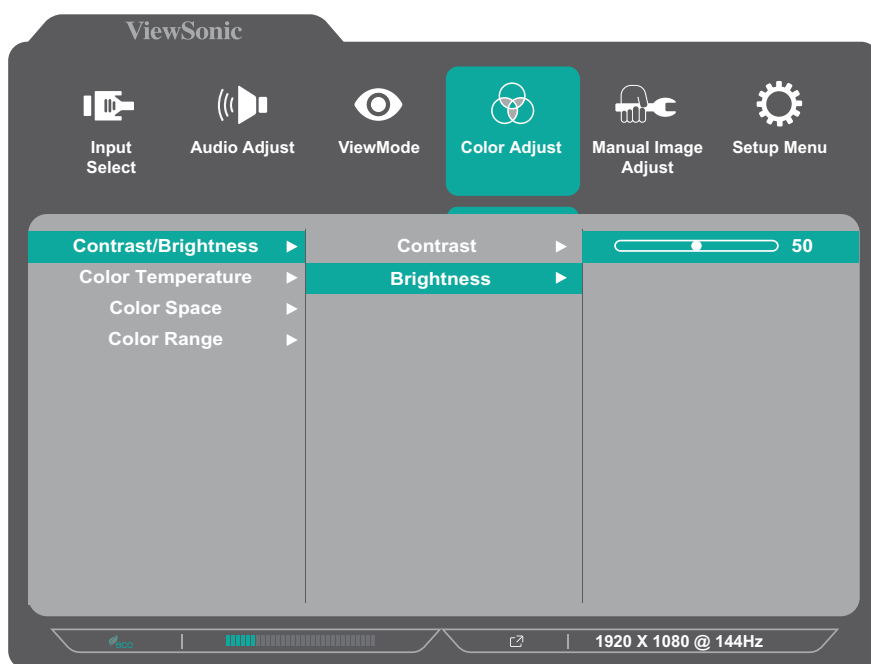 ViewSonic
Input
Select
Audio Adjust
ViewMode
Color Adjust
Manual Image
Adjust
Setup Menu
Contrast/Brightness
Contrast
50
Color Temperature
Brightness
Color Space
Color Range
eco
1920 X 1080 @ 144Hz